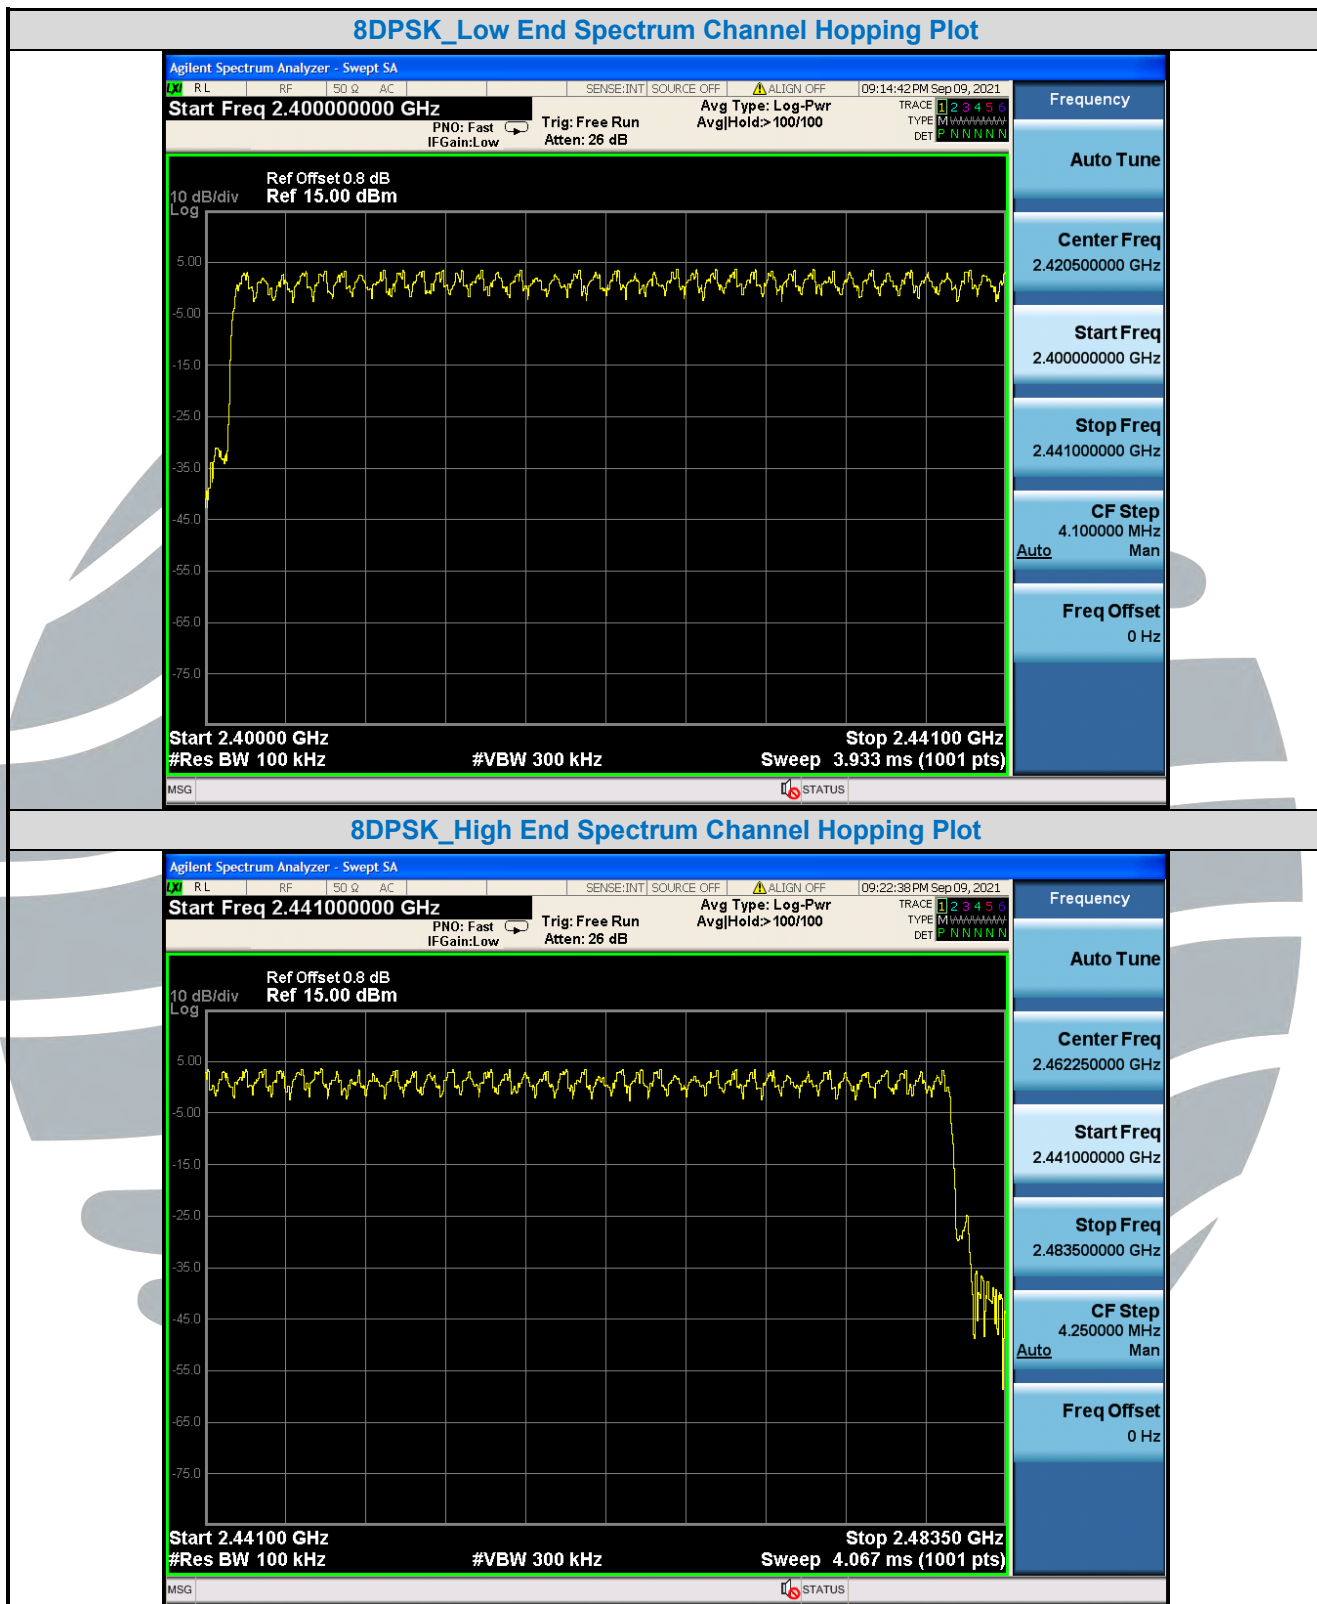 8DPSK_Low End Spectrum Channel Hopping Plot
Agilent Spectrum Analyzer - Swept SA
LXI RL RF 50 Ω AC SENSE:INT SOURCE OFF ALIGN OFF 09:14:42 PM Sep 09, 2021
Start Freq 2.400000000 GHz
PNO: Fast
IFGain:Low
Trig: Free Run
Atten: 26 dB
Avg Type: Log-Pwr
Avg|Hold:>100/100
TRACE 1 2 3 4 5 6
TYPE M WWWWW
DET P N N N N N
Ref Offset 0.8 dB
10 dB/div Ref 15.00 dBm
Log
5.00
-5.00
-15.0
-25.0
-35.0
-45.0
-55.0
-65.0
-75.0
Start 2.40000 GHz Stop 2.44100 GHz
#Res BW 100 kHz #VBW 300 kHz Sweep 3.933 ms (1001 pts)
MSG STATUS
Frequency
Auto Tune
Center Freq
2.420500000 GHz
Start Freq
2.400000000 GHz
Stop Freq
2.441000000 GHz
CF Step
4.100000 MHz
Auto Man
Freq Offset
0 Hz
8DPSK_High End Spectrum Channel Hopping Plot
Agilent Spectrum Analyzer - Swept SA
LXI RL RF 50 Ω AC SENSE:INT SOURCE OFF ALIGN OFF 09:22:38 PM Sep 09, 2021
Start Freq 2.441000000 GHz
PNO: Fast
IFGain:Low
Trig: Free Run
Atten: 26 dB
Avg Type: Log-Pwr
Avg|Hold:>100/100
TRACE 1 2 3 4 5 6
TYPE M WWWWW
DET P N N N N N
Ref Offset 0.8 dB
10 dB/div Ref 15.00 dBm
Log
5.00
-5.00
-15.0
-25.0
-35.0
-45.0
-55.0
-65.0
-75.0
Start 2.44100 GHz Stop 2.48350 GHz
#Res BW 100 kHz #VBW 300 kHz Sweep 4.067 ms (1001 pts)
MSG STATUS
Frequency
Auto Tune
Center Freq
2.462250000 GHz
Start Freq
2.441000000 GHz
Stop Freq
2.483500000 GHz
CF Step
4.250000 MHz
Auto Man
Freq Offset
0 Hz